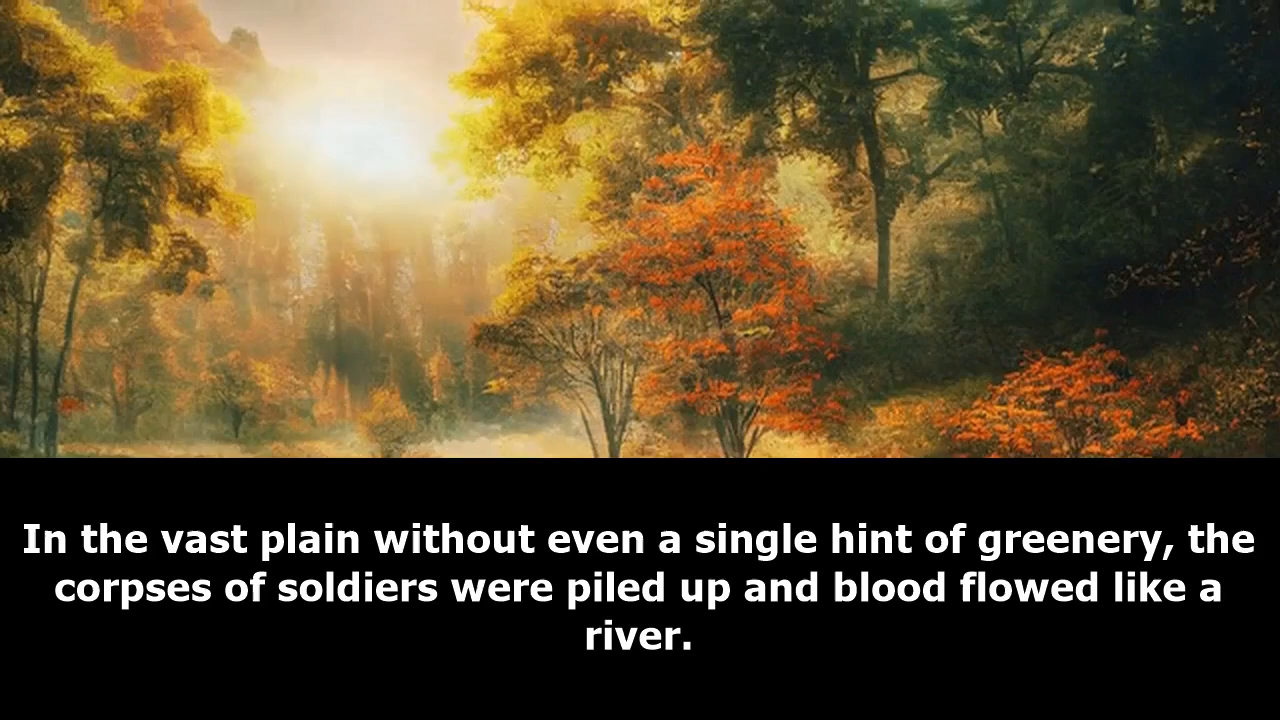 In the vast plain without even a single hint of greenery, the
corpses of soldiers were piled up and blood flowed like a
river.